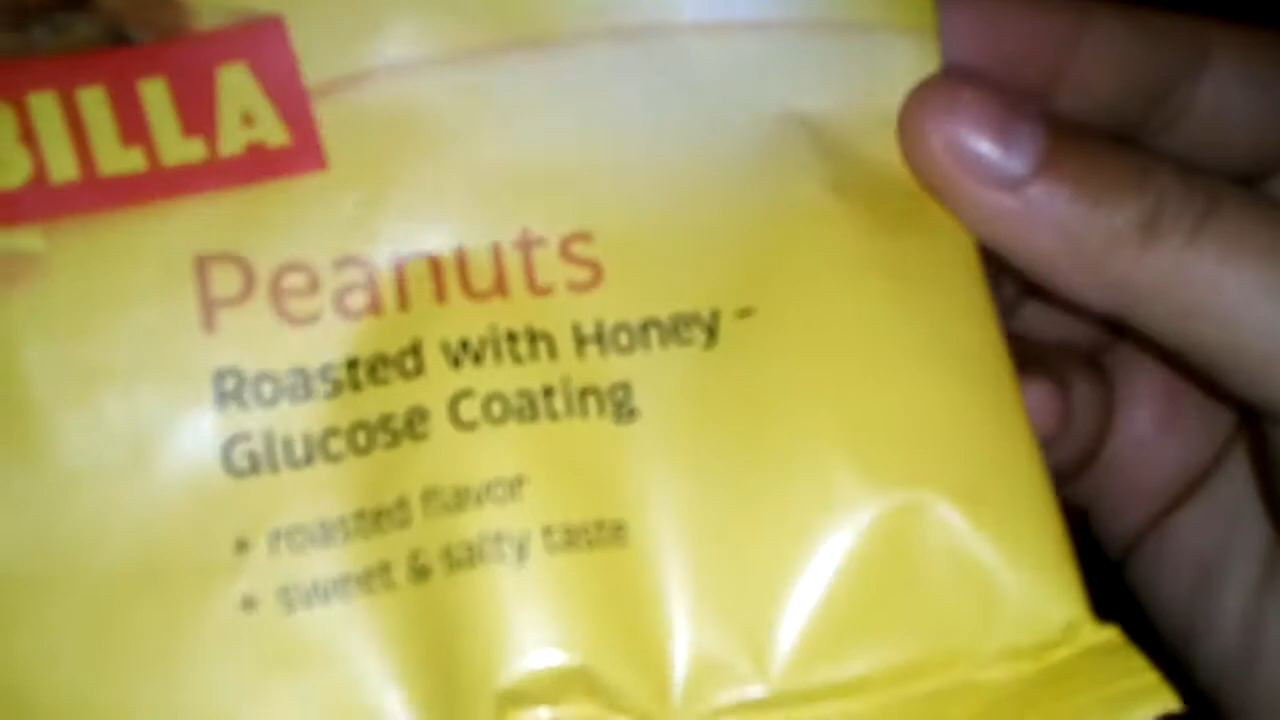 BILLA
Peanuts
Roasted with Honey -
Glucose Coating
• roasted flavor
• sweet & salty taste